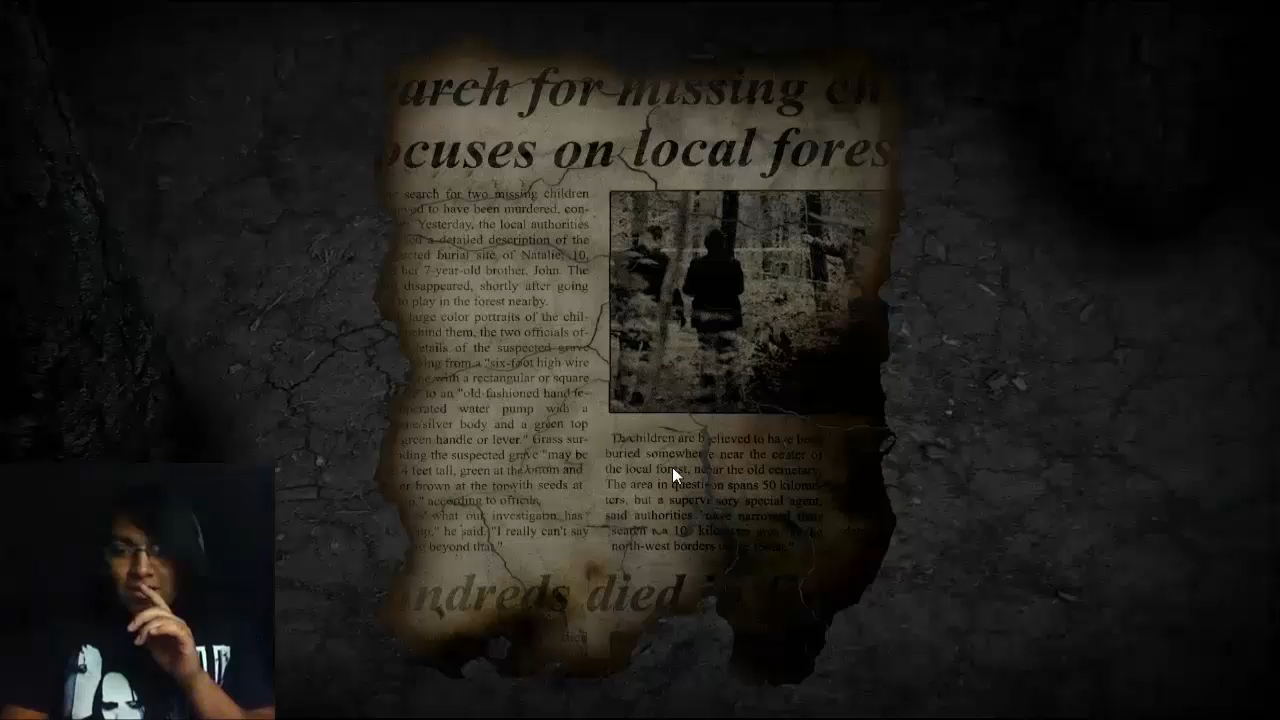 arch for missing ch
ocuses on local fores
search for two missing children
to have been murdered, con-
Yesterday, the local authorities
a detailed description of the
burial site of Natalie, 10,
her 7-year-old brother, John. The
disappeared, shortly after going
to play in the forest nearby.
large color portraits of the chil-
behind them, the two officials of-
details of the suspected grave
from a "six-foot high wire
with a rectangular or square
to an "old-fashioned hand
water pump with a
silver body and a green top
green handle or lever." Grass sur-
the suspected grave "may be
4 feet tall, green at the bottom and
or brown at the top with seeds at
according to
what our investigation has
he said. "I really can't say
beyond that."
children are believed to have been
buried somewhere near the center of
the local forest, near the old cemetary.
The area in question spans 50 kilome-
ters, but a supervisory special agent,
said authorities "have narrowed their
search 10
north-west borders
ndreds died